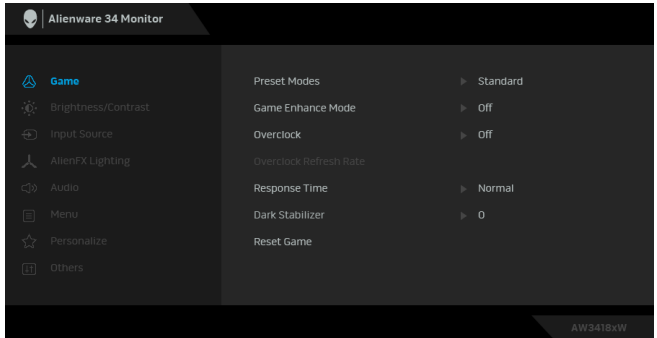 Alienware 34 Monitor
Game
Brightness/Contrast
Input Source
AlienFX Lighting
Audio
Menu
Personalize
Others
Preset Modes Standard
Game Enhance Mode Off
Overclock Off
Overclock Refresh Rate
Response Time Normal
Dark Stabilizer 0
Reset Game
AW3418xW